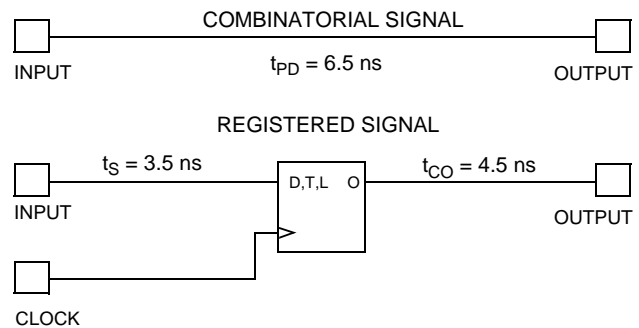 COMBINATORIAL SIGNAL
INPUT
tPD = 6.5 ns
OUTPUT
REGISTERED SIGNAL
tS = 3.5 ns
D,T,L O
tCO = 4.5 ns
INPUT
OUTPUT
CLOCK